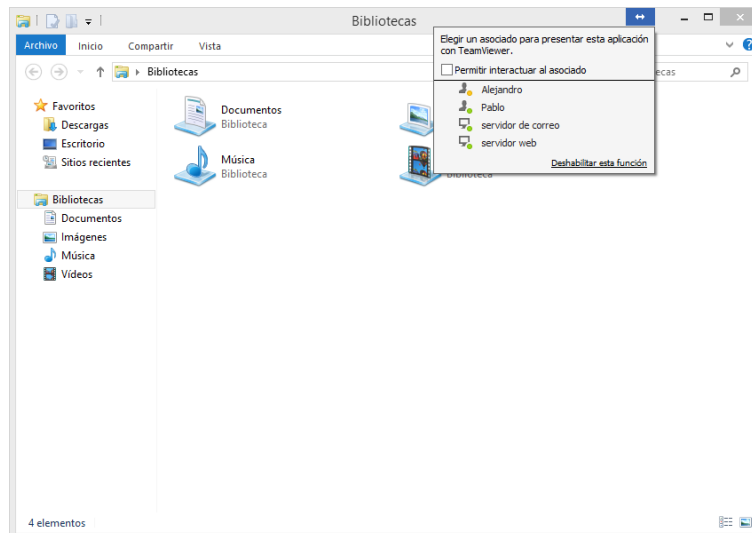 Bibliotecas
Archivo Inicio Compartir Vista
Bibliotecas
ecas
Elegir un asociado para presentar esta aplicación
con TeamViewer.
Permitir interactuar al asociado
Alejandro
Pablo
servidor de correo
servidor web
Deshabilitar esta función
Favoritos
Descargas
Escritorio
Sitios recientes
Bibliotecas
Documentos
Imágenes
Música
Vídeos
Documentos
Biblioteca
Música
Biblioteca
Biblioteca
4 elementos